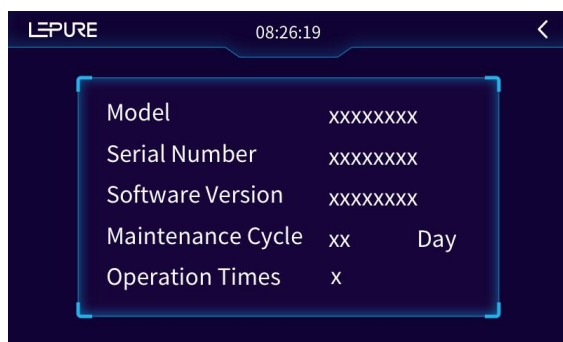 LEPURE
08:26:19
Model xxxxxxxx
Serial Number xxxxxxxx
Software Version xxxxxxxx
Maintenance Cycle xx Day
Operation Times x